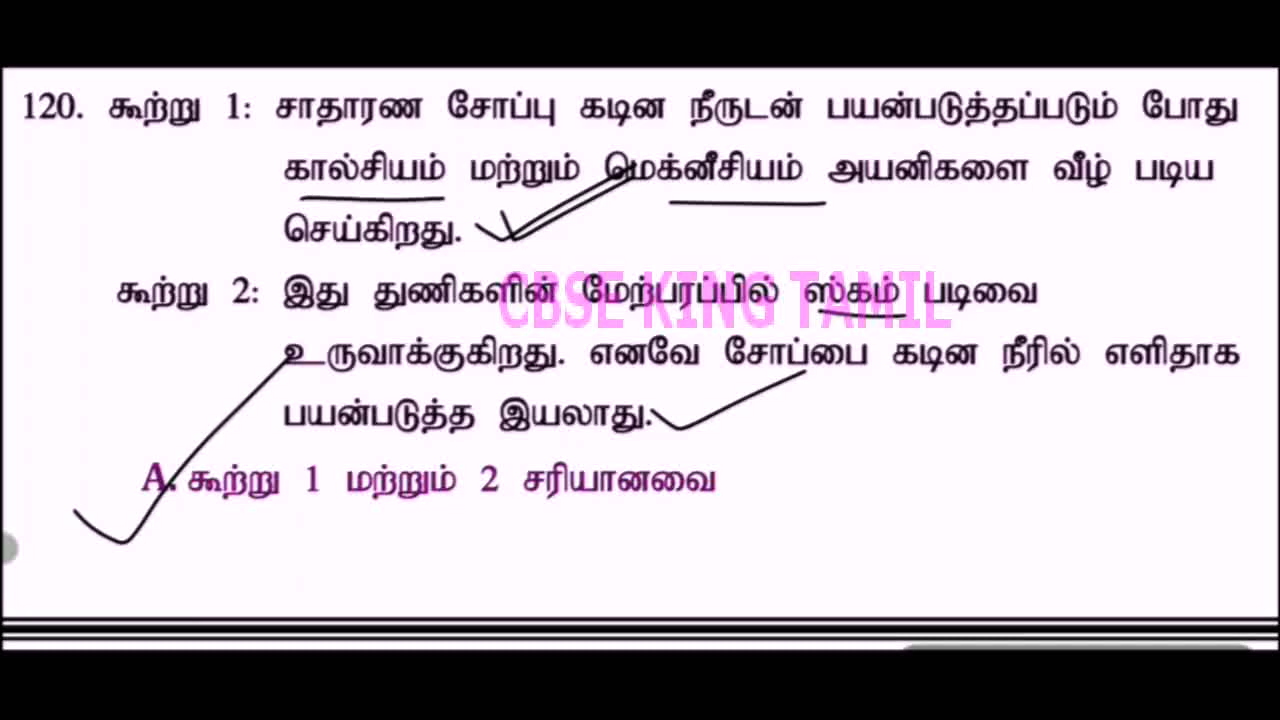 120. கூற்று 1: சாதாரண சோப்பு கடின நீருடன் பயன்படுத்தப்படும் போது
கால்சியம் மற்றும் மெக்னீசியம் அயனிகளை வீழ் படிய
செய்கிறது.
கூற்று 2: இது துணிகளின் மேற்பரப்பில் ஸ்கம் படிவை
CBSE KING TAMIL
உருவாக்குகிறது. எனவே சோப்பை கடின நீரில் எளிதாக
பயன்படுத்த இயலாது.
A. கூற்று 1 மற்றும் 2 சரியானவை